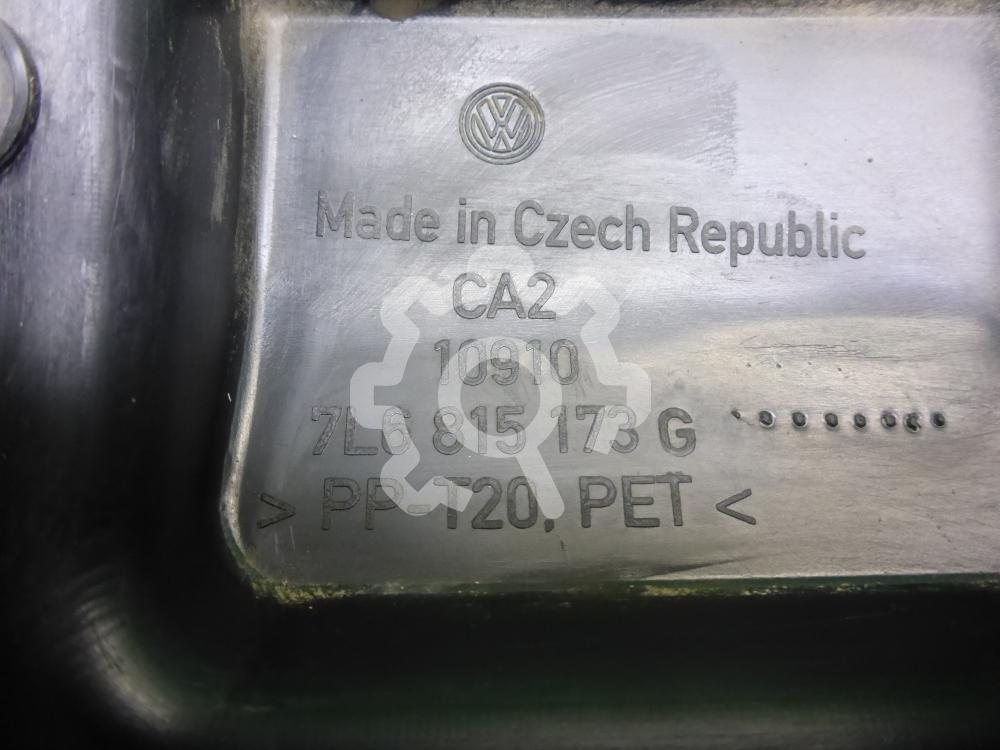 Made in Czech Republic
CA2
10910
7L6 815 173 G
> PP-T20, PET <